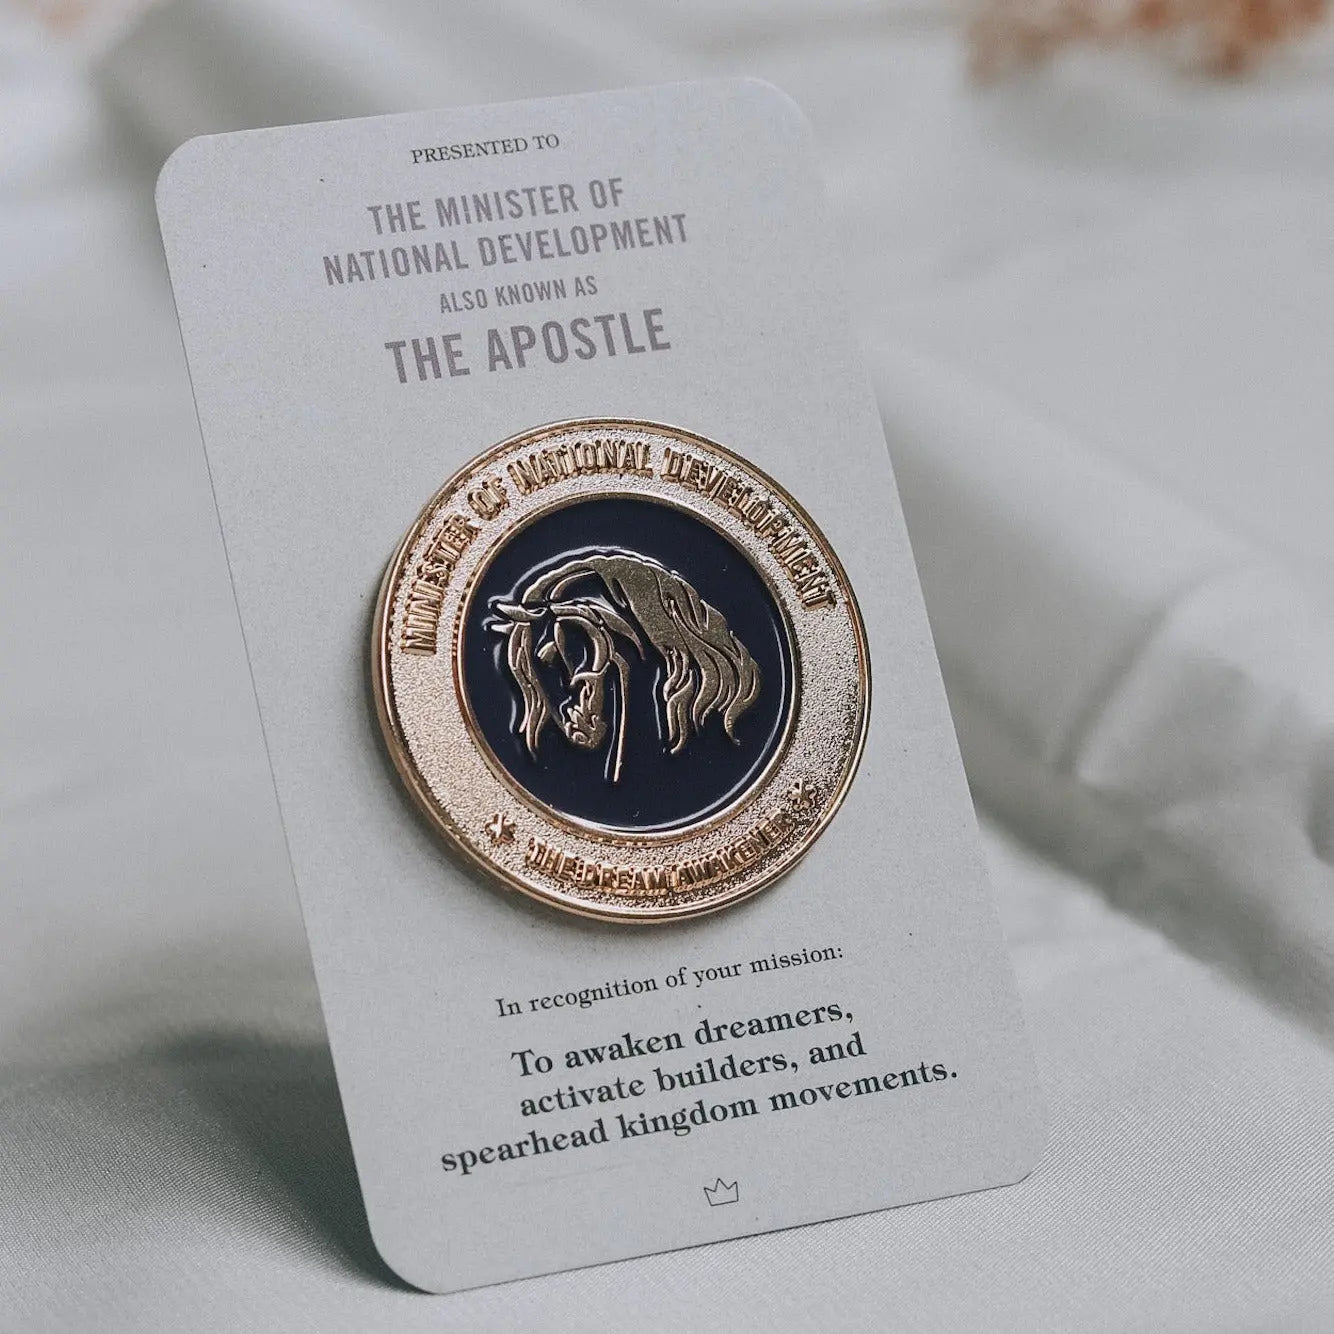 PRESENTED TO
THE MINISTER OF
NATIONAL DEVELOPMENT
ALSO KNOWN AS
THE APOSTLE
MINISTER OF NATIONAL DEVELOPMENT
THE DREAM AWAKENER
In recognition of your mission:
To awaken dreamers,
activate builders, and
spearhead kingdom movements.